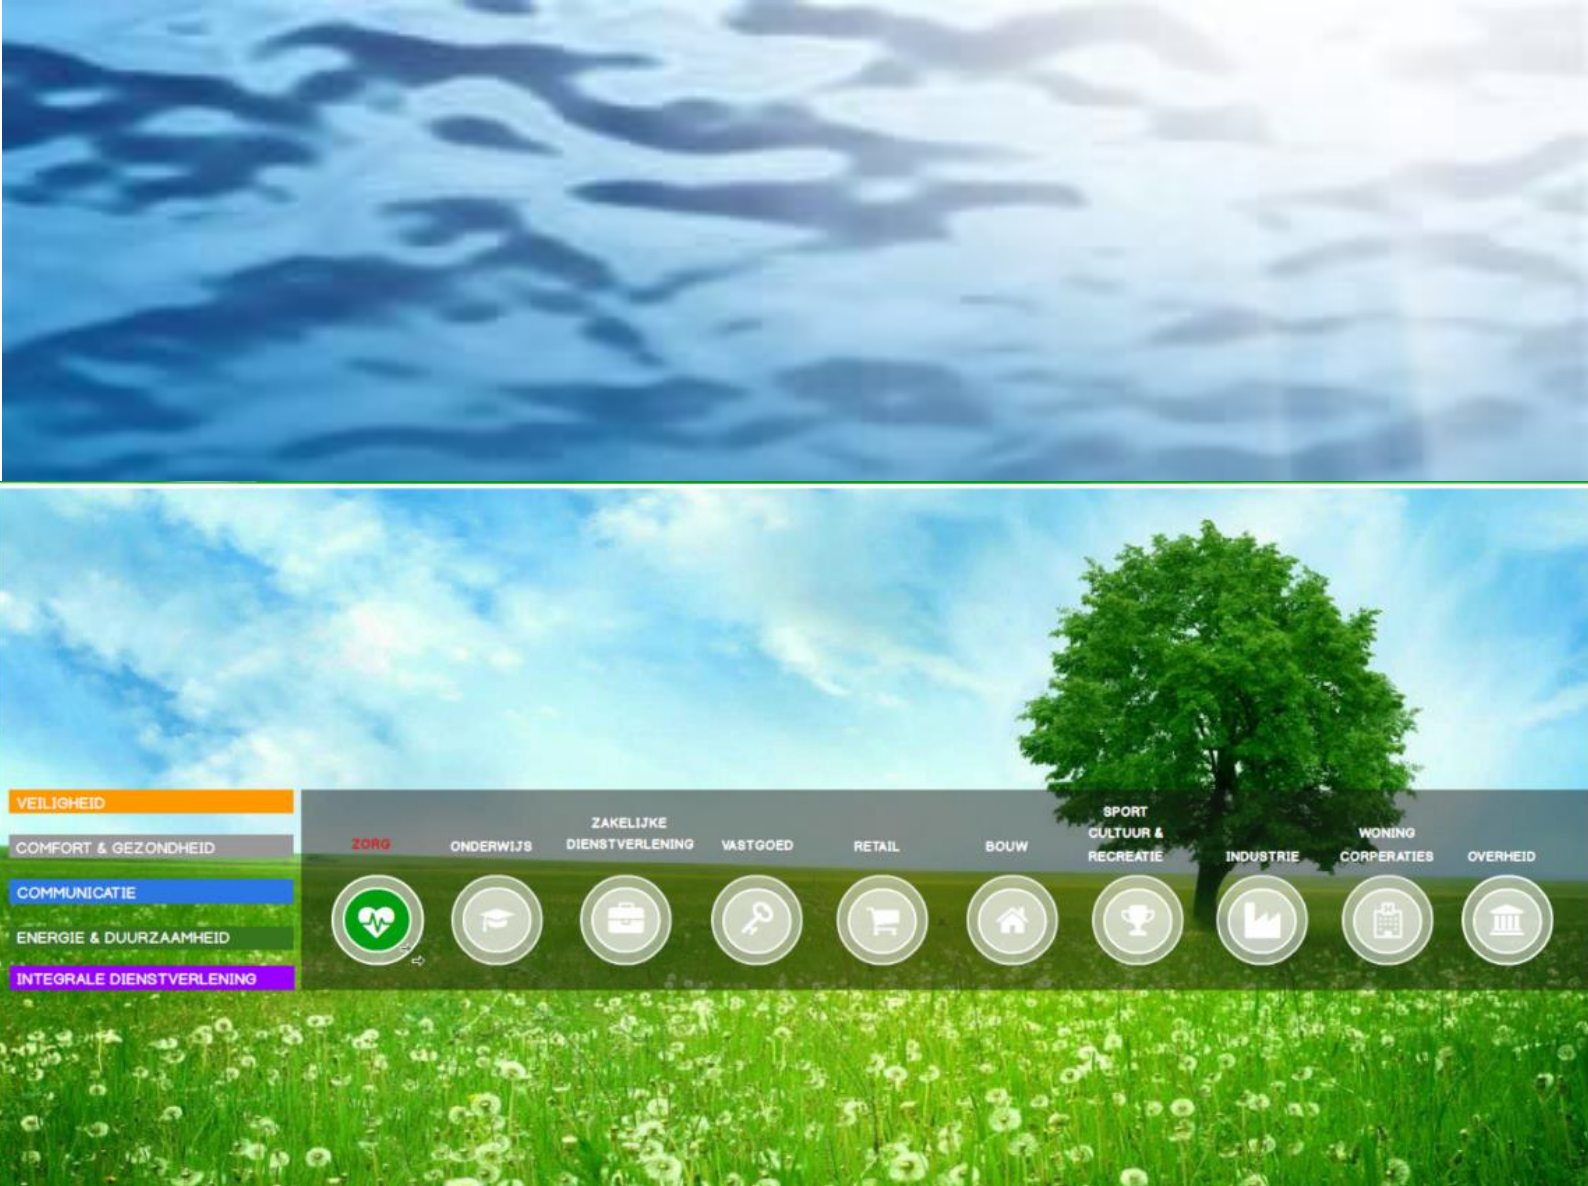 VEILIGHEID
COMFORT & GEZONDHEID
COMMUNICATIE
ENERGIE & DUURZAAMHEID
INTEGRALE DIENSTVERLENING
ZORG
ONDERWIJS
ZAKELIJKE
DIENSTVERLENING
VASTGOED
RETAIL
BOUW
SPORT
CULTUUR &
RECREATIE
INDUSTRIE
WONING
CORPERATIES
OVERHEID